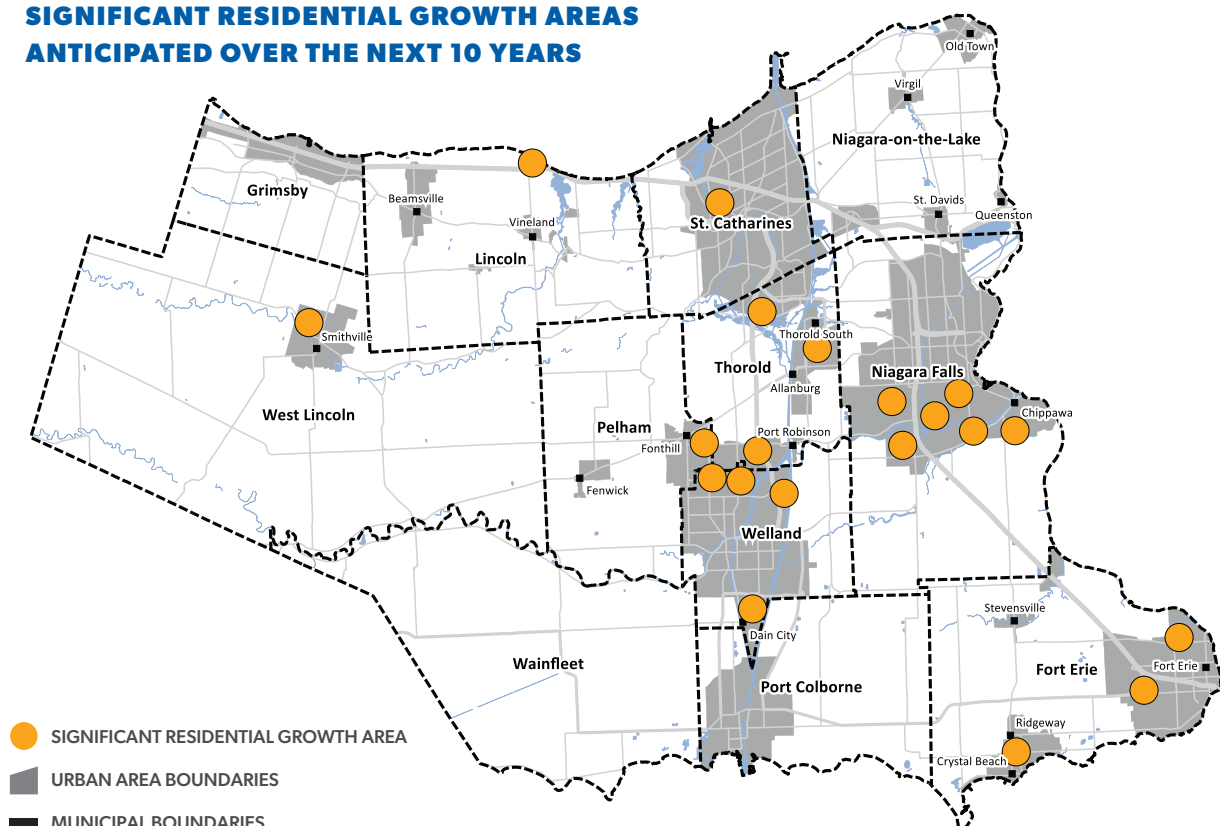 SIGNIFICANT RESIDENTIAL GROWTH AREAS
ANTICIPATED OVER THE NEXT 10 YEARS
Old Town
Virgil
Niagara-on-the-Lake
Grimsby
Beamsville
St. Davids
Queenston
Vineland
St. Catharines
Lincoln
Smithville
Thorold South
Thorold
Niagara Falls
Allanburg
West Lincoln
Chippawa
Pelham
Port Robinson
Fonthill
Fenwick
Welland
Stevensville
Dain City
Wainfleet
Fort Erie
Fort Erie
Port Colborne
Ridgeway
Crystal Beach
SIGNIFICANT RESIDENTIAL GROWTH AREA
URBAN AREA BOUNDARIES
MUNICIPAL BOUNDARIES